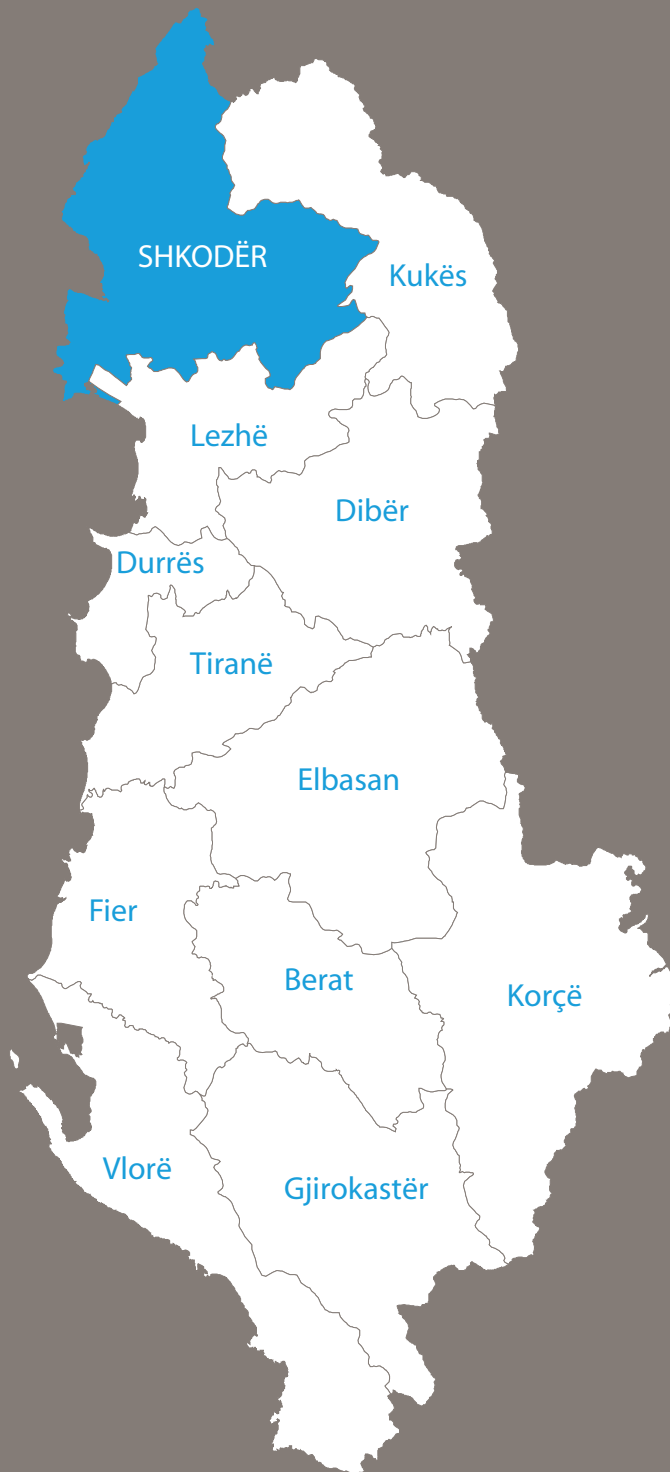 SHKODËR
Kukës
Lezhë
Dibër
Durrës
Tiranë
Elbasan
Fier
Berat
Korçë
Vlorë
Gjirokastër